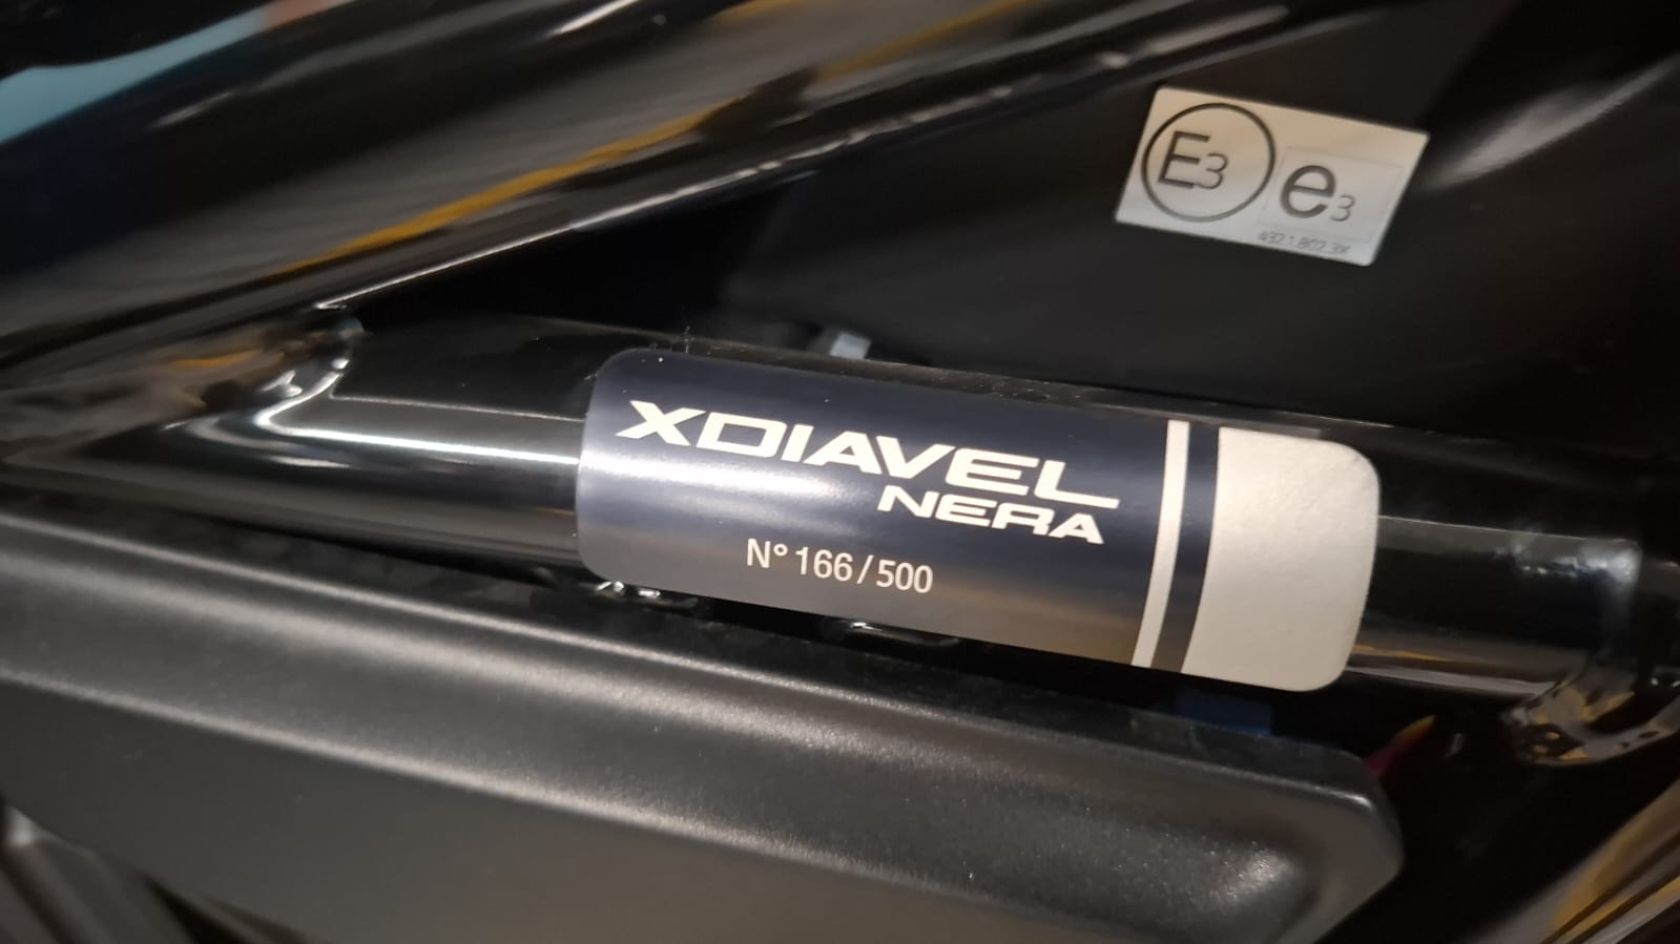 E3
e3
XDIAVEL
NERA
N° 166/500